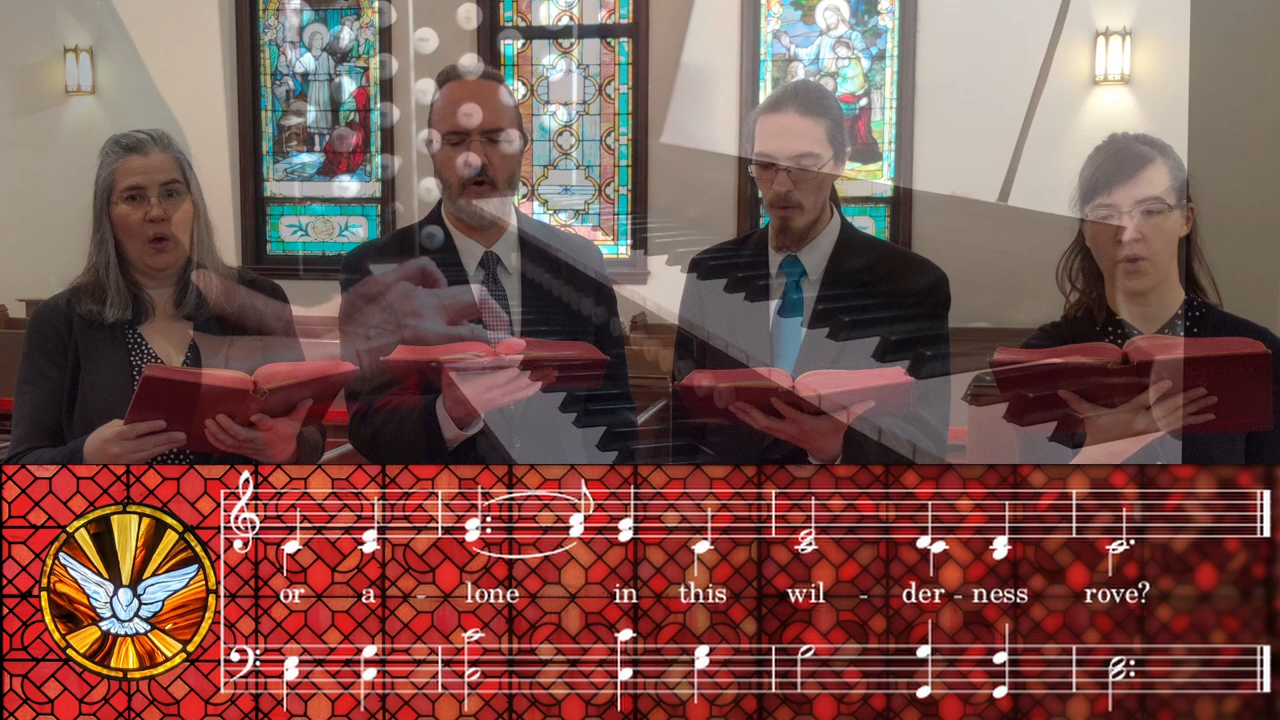 or a - lone in this wil - der - ness rove?